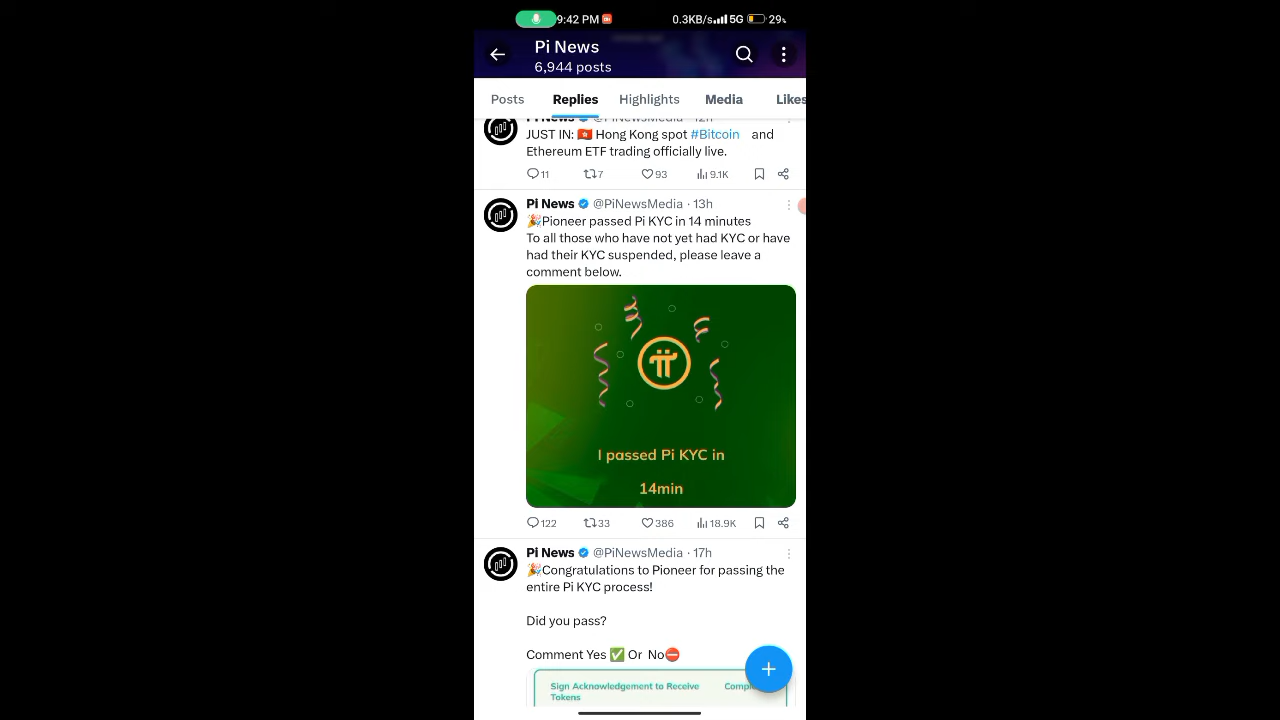 9:42 PM
0.3KB/s 5G 29%
Pi News
6,944 posts
Posts Replies Highlights Media Likes
Pi News @PiNewsMedia · 12h
JUST IN: 🇭🇰 Hong Kong spot #Bitcoin and
Ethereum ETF trading officially live.
11 7 93 9.1K
Pi News @PiNewsMedia · 13h
🎉Pioneer passed Pi KYC in 14 minutes
To all those who have not yet had KYC or have
had their KYC suspended, please leave a
comment below.
I passed Pi KYC in
14min
122 33 386 18.9K
Pi News @PiNewsMedia · 17h
🎉Congratulations to Pioneer for passing the
entire Pi KYC process!
Did you pass?
Comment Yes ✅ Or No⛔
Sign Acknowledgement to Receive
Tokens